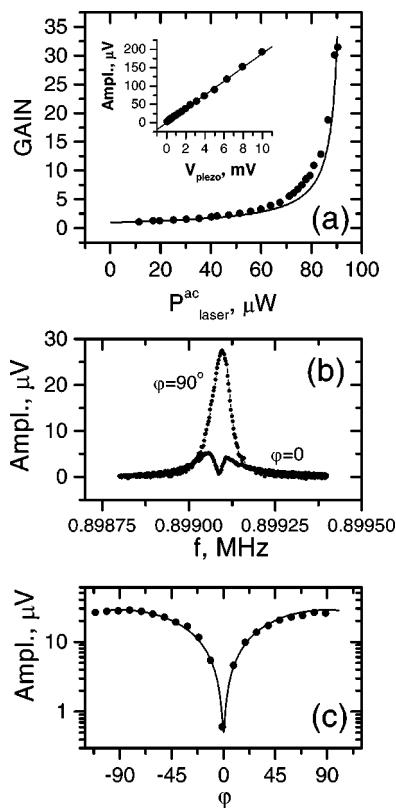 (a)
GAIN
35
30
25
20
15
10
5
0
0 20 40 60 80 100
P^ac_laser, μW
Ampl., μV
200
150
100
50
0
0 2 4 6 8 10
V_piezo, mV
(b)
Ampl., μV
30
20
10
0
φ=90°
φ=0
0.89875 0.89900 0.89925 0.89950
f, MHz
(c)
Ampl., μV
10
1
-90 -45 0 45 90
φ